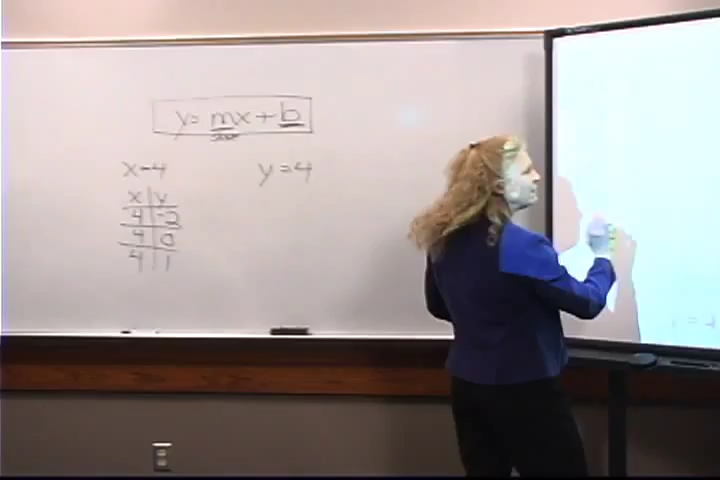 y = mx + b
x = 4
y = 4
x y
4 -2
4 0
4 1